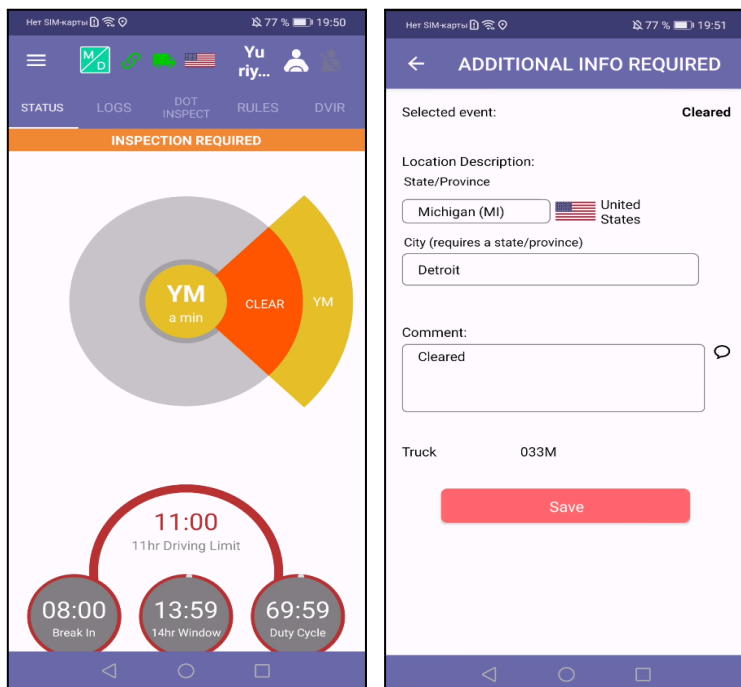 Нет SIM-карты 77 % 19:50
M/D
Yu
riy...
STATUS LOGS DOT INSPECT RULES DVIR
INSPECTION REQUIRED
YM
a min
CLEAR
YM
11:00
11hr Driving Limit
08:00 13:59 69:59
Break In 14hr Window Duty Cycle
Нет SIM-карты 77 % 19:51
ADDITIONAL INFO REQUIRED
Selected event: Cleared
Location Description:
State/Province
Michigan (MI) United States
City (requires a state/province)
Detroit
Comment:
Cleared
Truck 033M
Save